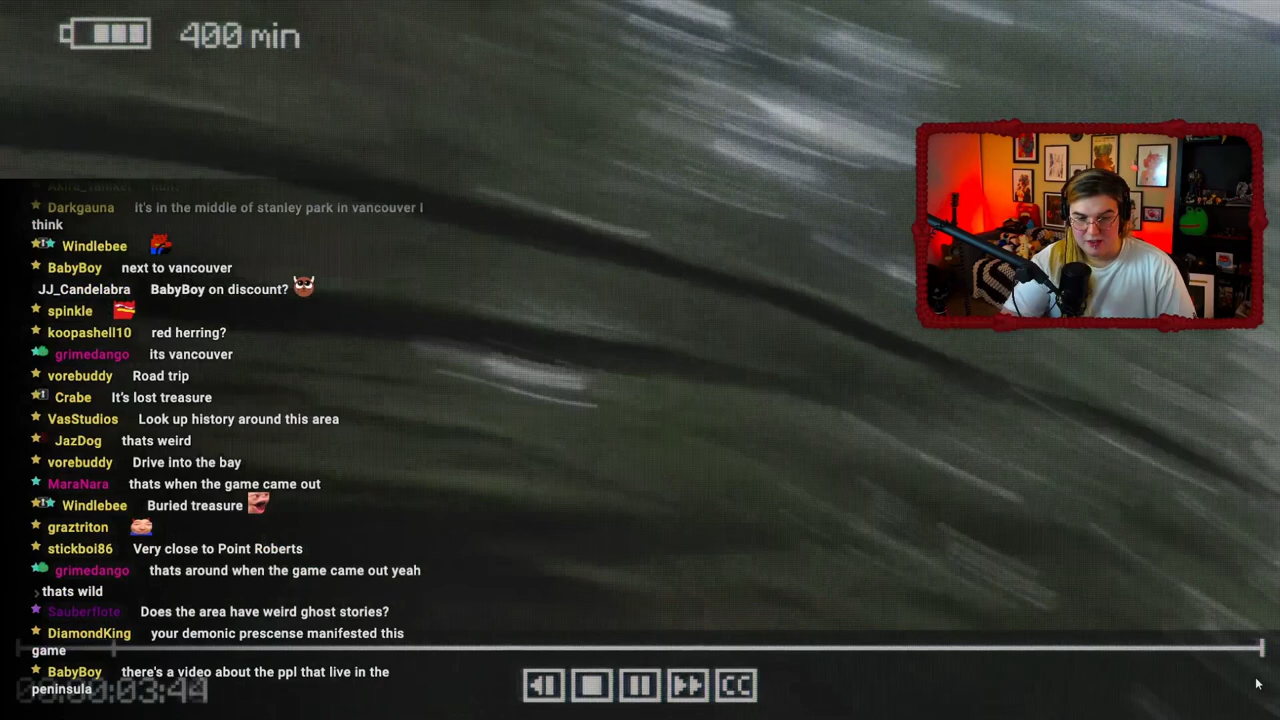 400 min
Darkgauna it's in the middle of stanley park in vancouver I
think
Windlebee
BabyBoy next to vancouver
JJ_Candelabra BabyBoy on discount?
spinkle
koopashell10 red herring?
grimedango its vancouver
vorebuddy Road trip
Crabe It's lost treasure
VasStudios Look up history around this area
JazDog thats weird
vorebuddy Drive into the bay
MaraNara thats when the game came out
Windlebee Buried treasure
graztriton
stickboi86 Very close to Point Roberts
grimedango thats around when the game came out yeah
thats wild
Sauberflote Does the area have weird ghost stories?
DiamondKing your demonic prescense manifested this
game
BabyBoy there's a video about the ppl that live in the
peninsula
CC